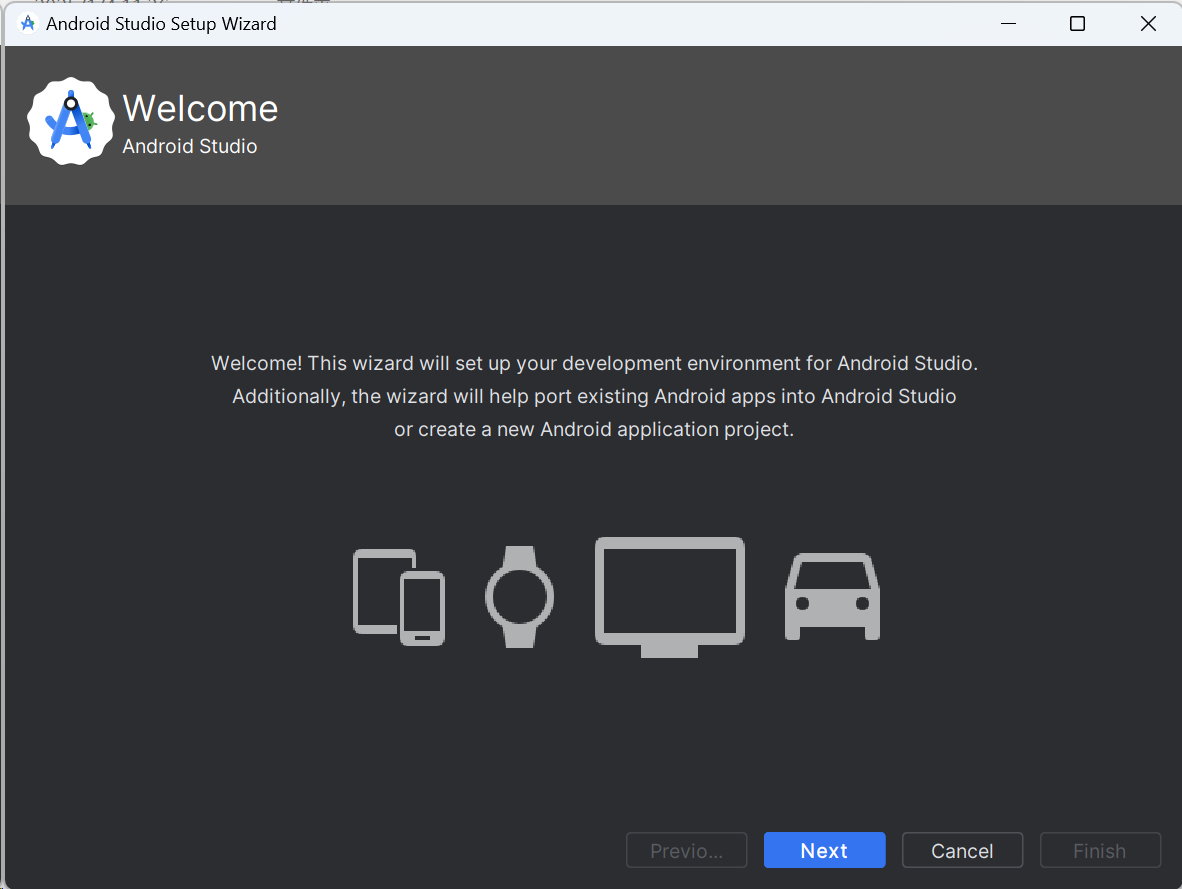 Android Studio Setup Wizard
Welcome
Android Studio
Welcome! This wizard will set up your development environment for Android Studio.
Additionally, the wizard will help port existing Android apps into Android Studio
or create a new Android application project.
Previo...
Next
Cancel
Finish